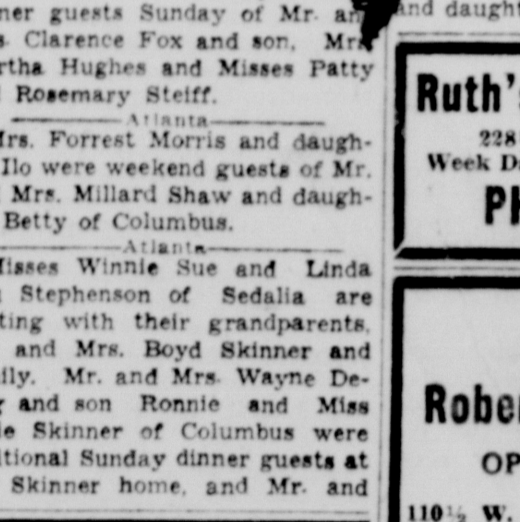 ner guests Sunday of Mr. an
s. Clarence Fox and son, Mrs
rtha Hughes and Misses Patty
Rosemary Steiff.
Atlanta
Mrs. Forrest Morris and daugh-
Ilo were weekend guests of Mr.
Mrs. Millard Shaw and daugh-
Betty of Columbus.
Atlanta
Misses Winnie Sue and Linda
Stephenson of Sedalia are
ting with their grandparents,
and Mrs. Boyd Skinner and
ily. Mr. and Mrs. Wayne De-
and son Ronnie and Miss
ie Skinner of Columbus were
itional Sunday dinner guests at
Skinner home, and Mr. and
and daught
Ruth's
228
Week D
PH
Robe
OP
110½ W.